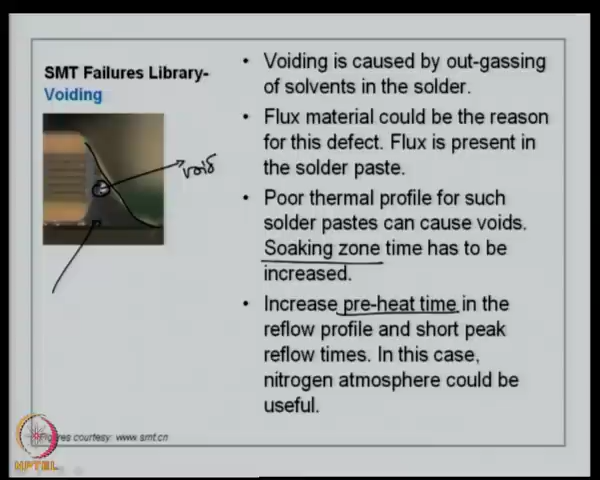 SMT Failures Library-
Voiding
void
• Voiding is caused by out-gassing
of solvents in the solder.
• Flux material could be the reason
for this defect. Flux is present in
the solder paste.
• Poor thermal profile for such
solder pastes can cause voids.
Soaking zone time has to be
increased.
• Increase pre-heat time in the
reflow profile and short peak
reflow times. In this case,
nitrogen atmosphere could be
useful.
Figures courtesy: www.smt.cn
NPTEL